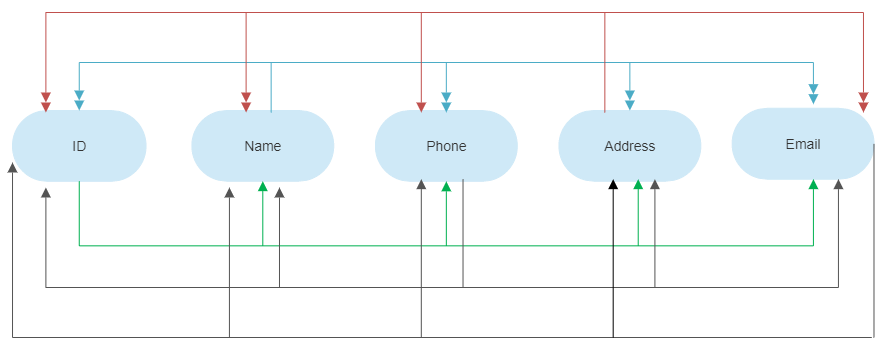 ID
Name
Phone
Address
Email